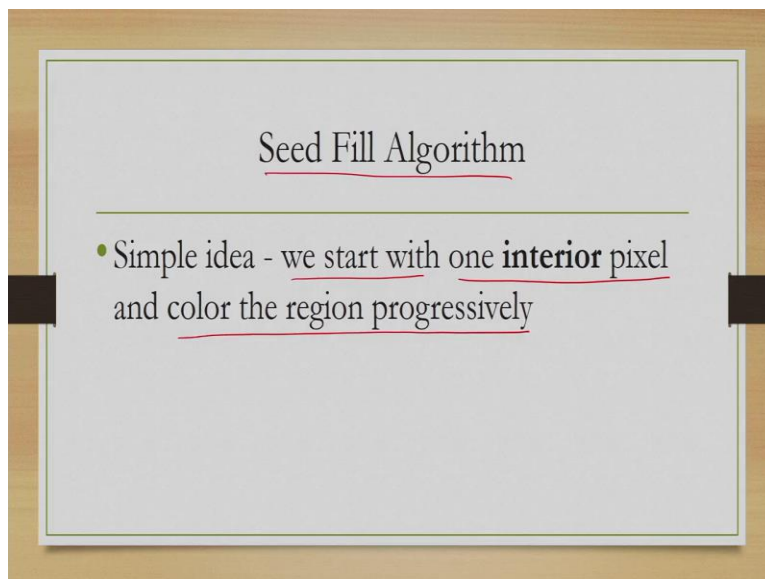 Seed Fill Algorithm
• Simple idea - we start with one interior pixel
and color the region progressively